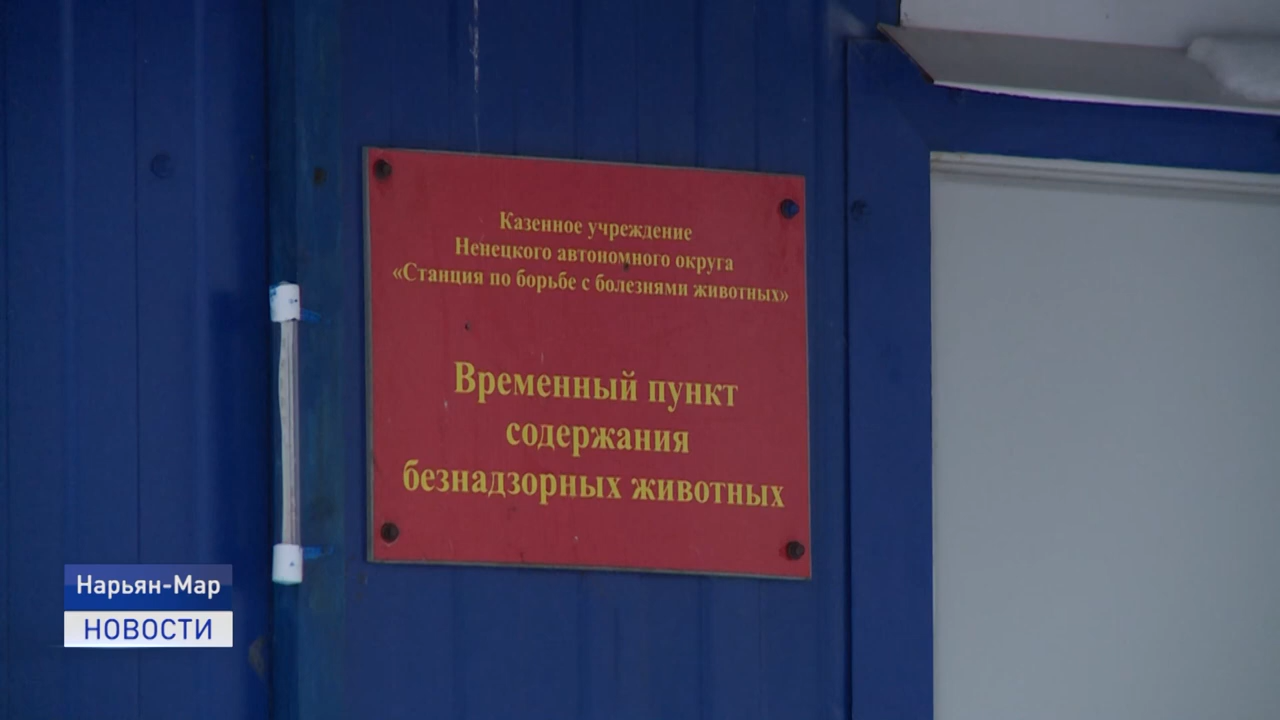 Казенное учреждение
Ненецкого автономного округа
«Станция по борьбе с болезнями животных»
Временный пункт
содержания
безнадзорных животных
Нарьян-Мар
НОВОСТИ